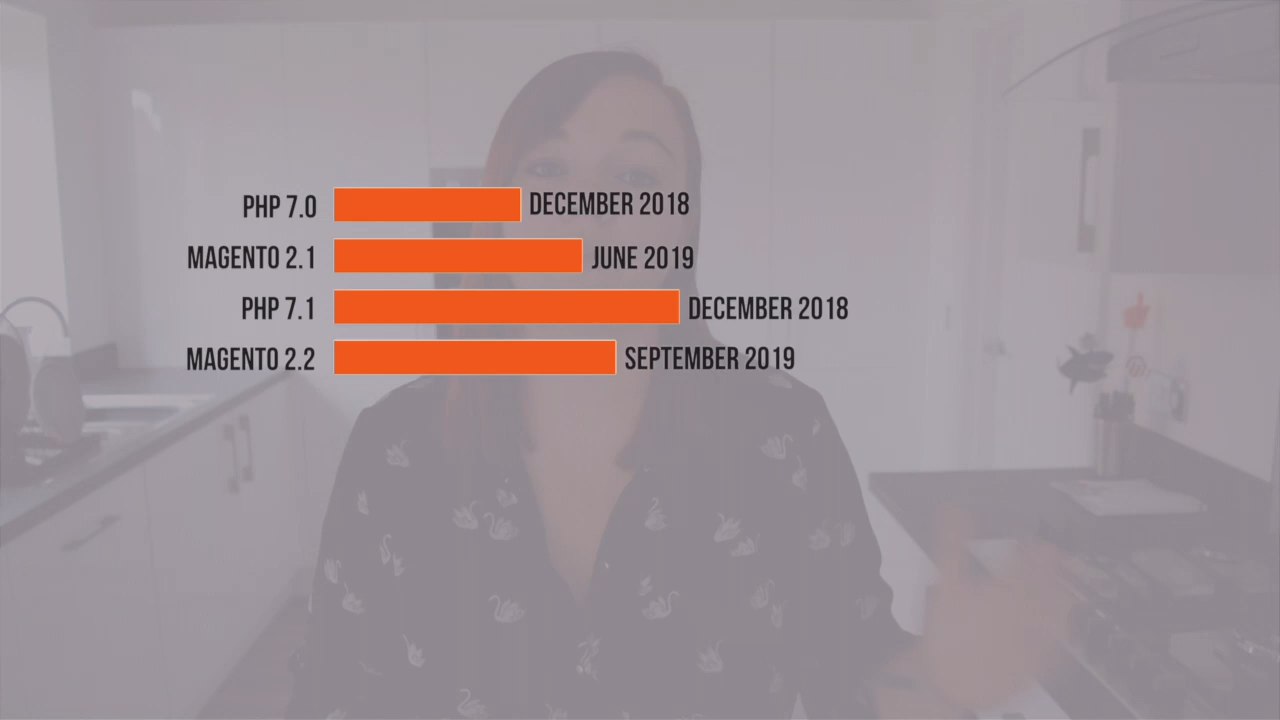 PHP 7.0 DECEMBER 2018
MAGENTO 2.1 JUNE 2019
PHP 7.1 DECEMBER 2018
MAGENTO 2.2 SEPTEMBER 2019